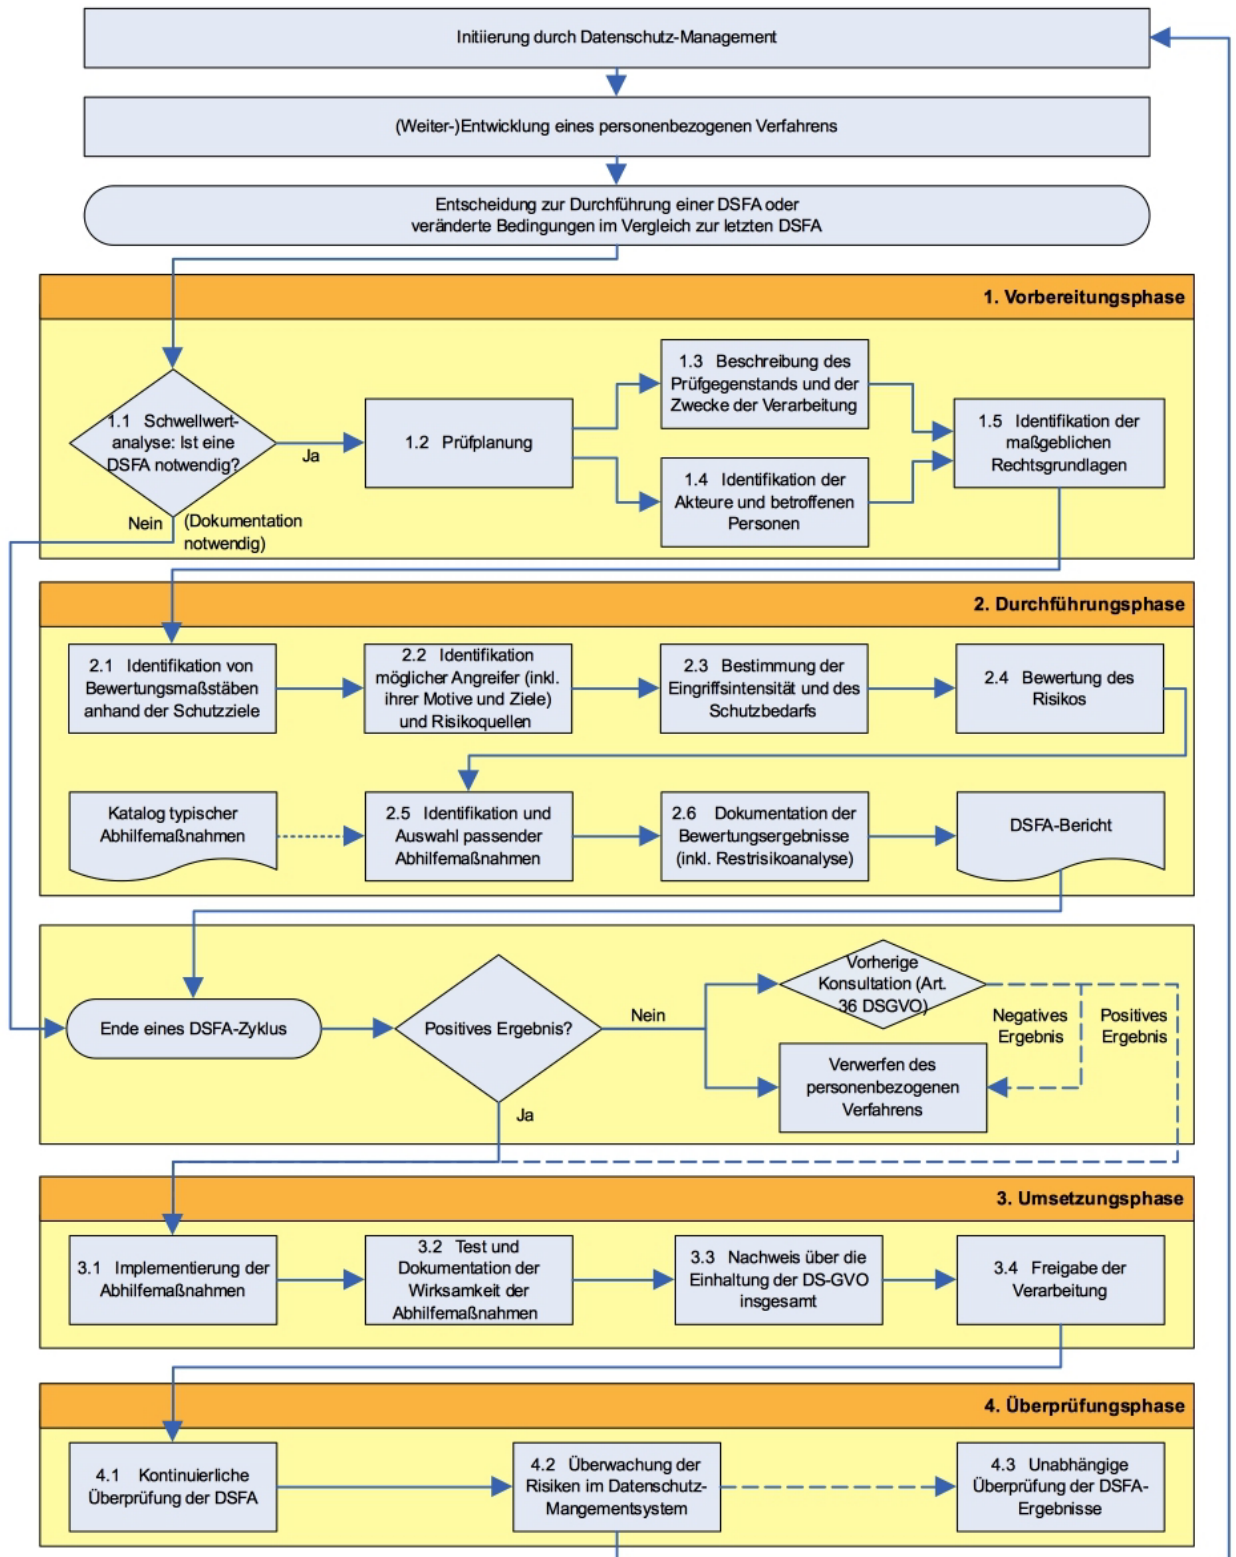 Initiierung durch Datenschutz-Management
(Weiter-)Entwicklung eines personenbezogenen Verfahrens
Entscheidung zur Durchführung einer DSFA oder
veränderte Bedingungen im Vergleich zur letzten DSFA
1. Vorbereitungsphase
1.1 Schwellwert-
analyse: Ist eine
DSFA notwendig?
Ja
Nein
(Dokumentation
notwendig)
1.2 Prüfplanung
1.3 Beschreibung des
Prüfgegenstands und der
Zwecke der Verarbeitung
1.4 Identifikation der
Akteure und betroffenen
Personen
1.5 Identifikation der
maßgeblichen
Rechtsgrundlagen
2. Durchführungsphase
2.1 Identifikation von
Bewertungsmaßstäben
anhand der Schutzziele
2.2 Identifikation
möglicher Angreifer (inkl.
ihrer Motive und Ziele)
und Risikoquellen
2.3 Bestimmung der
Eingriffsintensität und des
Schutzbedarfs
2.4 Bewertung des
Risikos
Katalog typischer
Abhilfemaßnahmen
2.5 Identifikation und
Auswahl passender
Abhilfemaßnahmen
2.6 Dokumentation der
Bewertungsergebnisse
(inkl. Restrisikoanalyse)
DSFA-Bericht
Ende eines DSFA-Zyklus
Positives Ergebnis?
Nein
Ja
Vorherige
Konsultation (Art.
36 DSGVO)
Negatives
Ergebnis
Positives
Ergebnis
Verwerfen des
personenbezogenen
Verfahrens
3. Umsetzungsphase
3.1 Implementierung der
Abhilfemaßnahmen
3.2 Test und
Dokumentation der
Wirksamkeit der
Abhilfemaßnahmen
3.3 Nachweis über die
Einhaltung der DS-GVO
insgesamt
3.4 Freigabe der
Verarbeitung
4. Überprüfungsphase
4.1 Kontinuierliche
Überprüfung der DSFA
4.2 Überwachung der
Risiken im Datenschutz-
Mangementsystem
4.3 Unabhängige
Überprüfung der DSFA-
Ergebnisse